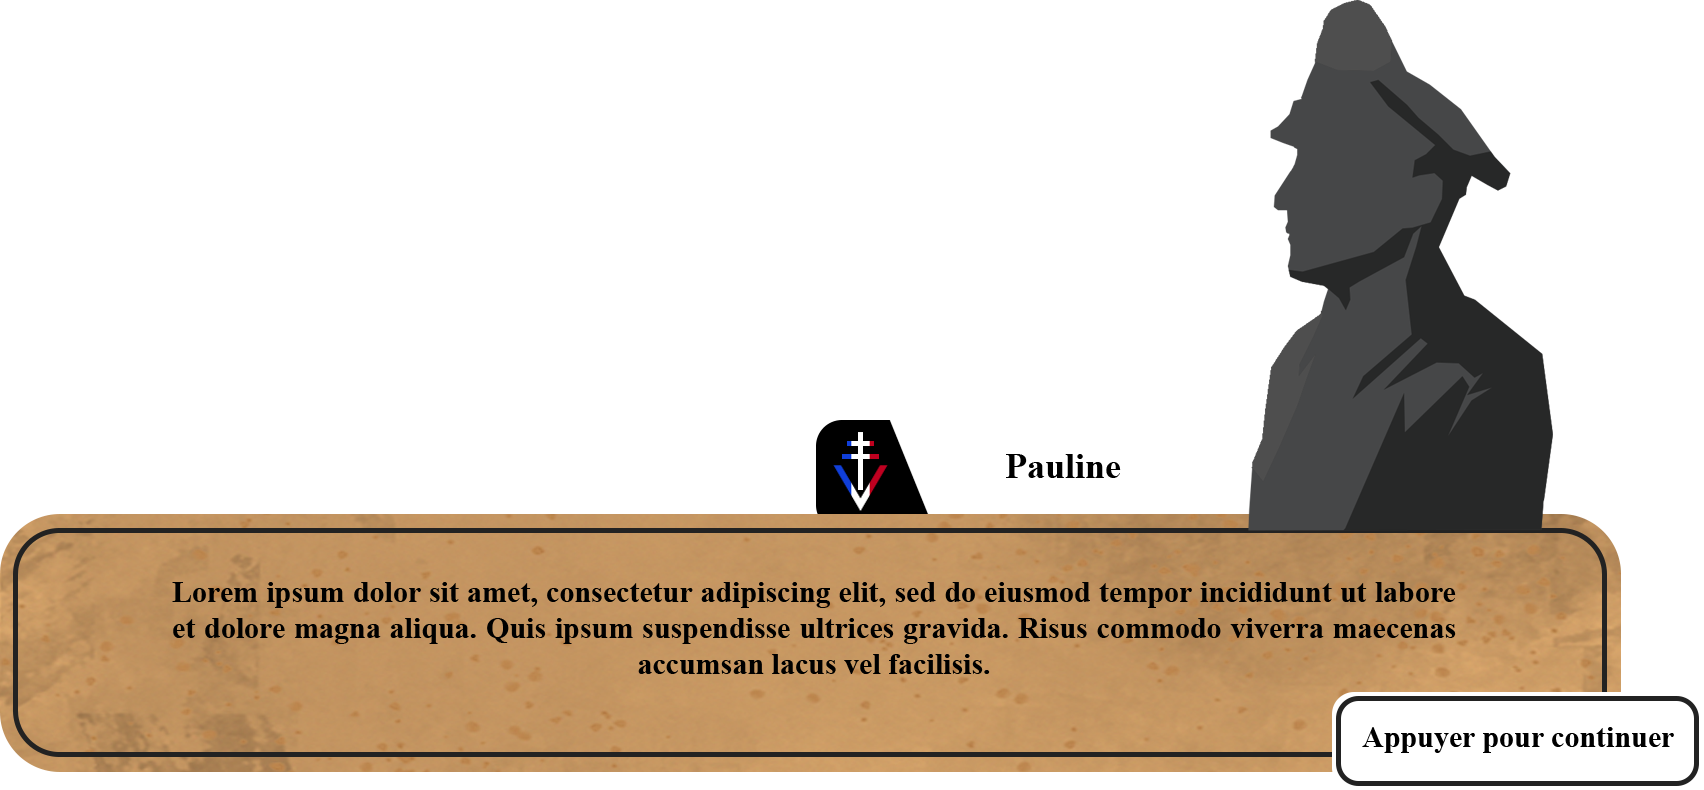 Pauline
Lorem ipsum dolor sit amet, consectetur adipiscing elit, sed do eiusmod tempor incididunt ut labore
et dolore magna aliqua. Quis ipsum suspendisse ultrices gravida. Risus commodo viverra maecenas
accumsan lacus vel facilisis.
Appuyer pour continuer